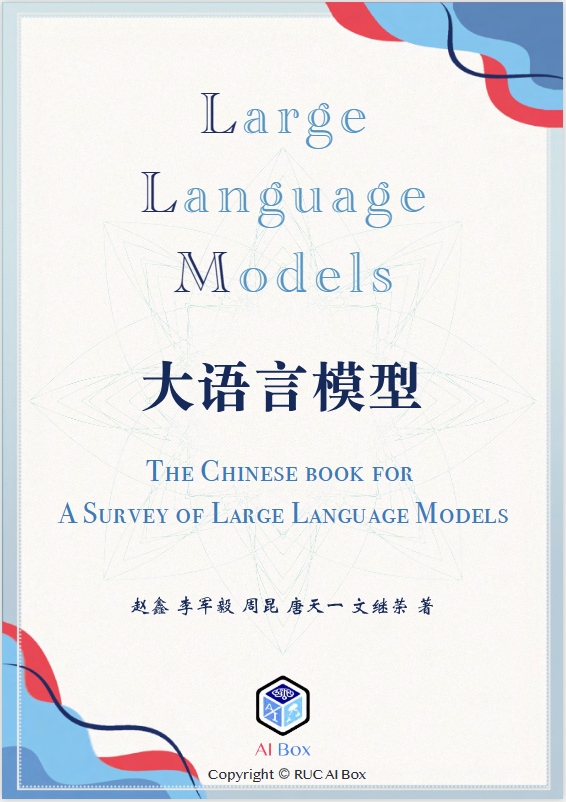 Large
Language
Models
大语言模型
The Chinese book for
A Survey of Large Language Models
赵鑫 李军毅 周昆 唐天一 文继荣 著
AI Box
Copyright © RUC AI Box